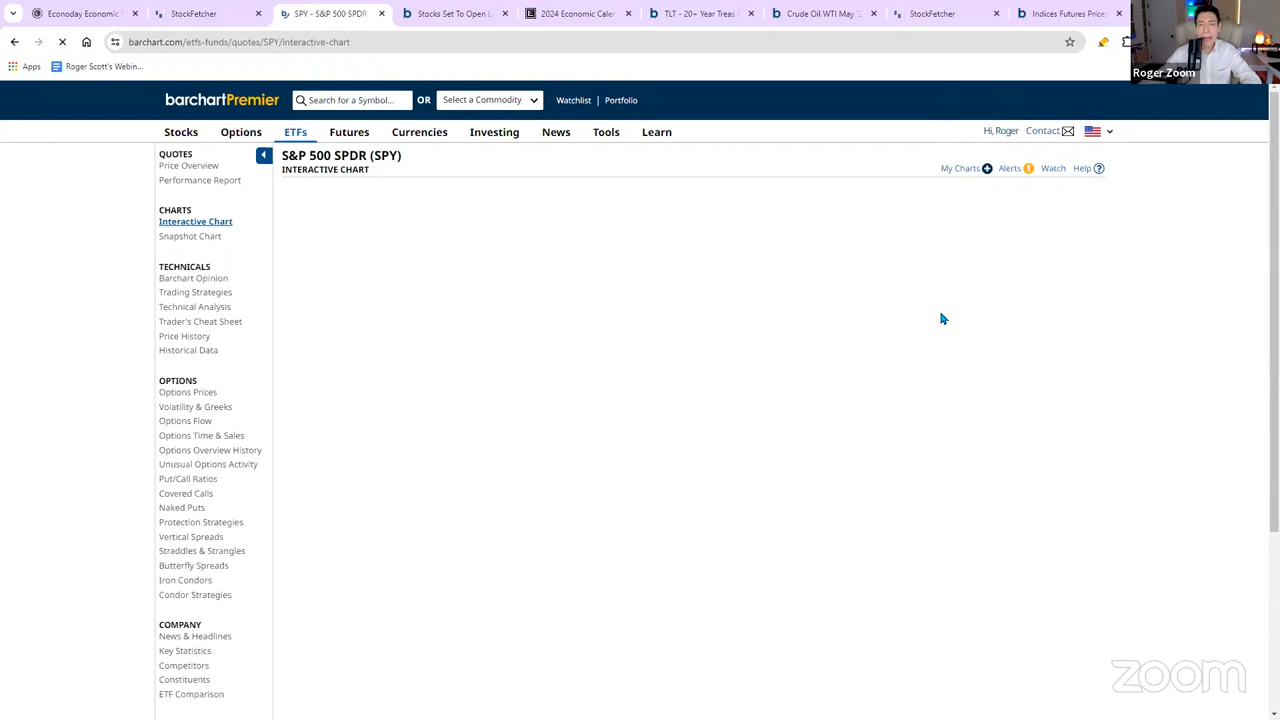 Econoday Economic
StockFetcher
SPY - S&P 500 SPDR
Stocks Set To Open
2024 Economic Caler
TLT - 20+ Year Treas
Crude Oil WTI May '2
StockFetcher
Indices Futures Prices
barchart.com/etfs-funds/quotes/SPY/interactive-chart
Roger Zoom
Apps
Roger Scott's Webin...
barchartPremier
Search for a Symbol...
OR
Select a Commodity
Watchlist | Portfolio
Stocks
Options
ETFs
Futures
Currencies
Investing
News
Tools
Learn
Hi, Roger
Contact
S&P 500 SPDR (SPY)
INTERACTIVE CHART
My Charts
Alerts
Watch
Help
QUOTES
Price Overview
Performance Report
CHARTS
Interactive Chart
Snapshot Chart
TECHNICALS
Barchart Opinion
Trading Strategies
Technical Analysis
Trader's Cheat Sheet
Price History
Historical Data
OPTIONS
Options Prices
Volatility & Greeks
Options Flow
Options Time & Sales
Options Overview History
Unusual Options Activity
Put/Call Ratios
Covered Calls
Naked Puts
Protection Strategies
Vertical Spreads
Straddles & Strangles
Butterfly Spreads
Iron Condors
Condor Strategies
COMPANY
News & Headlines
Key Statistics
Competitors
Constituents
ETF Comparison
zoom